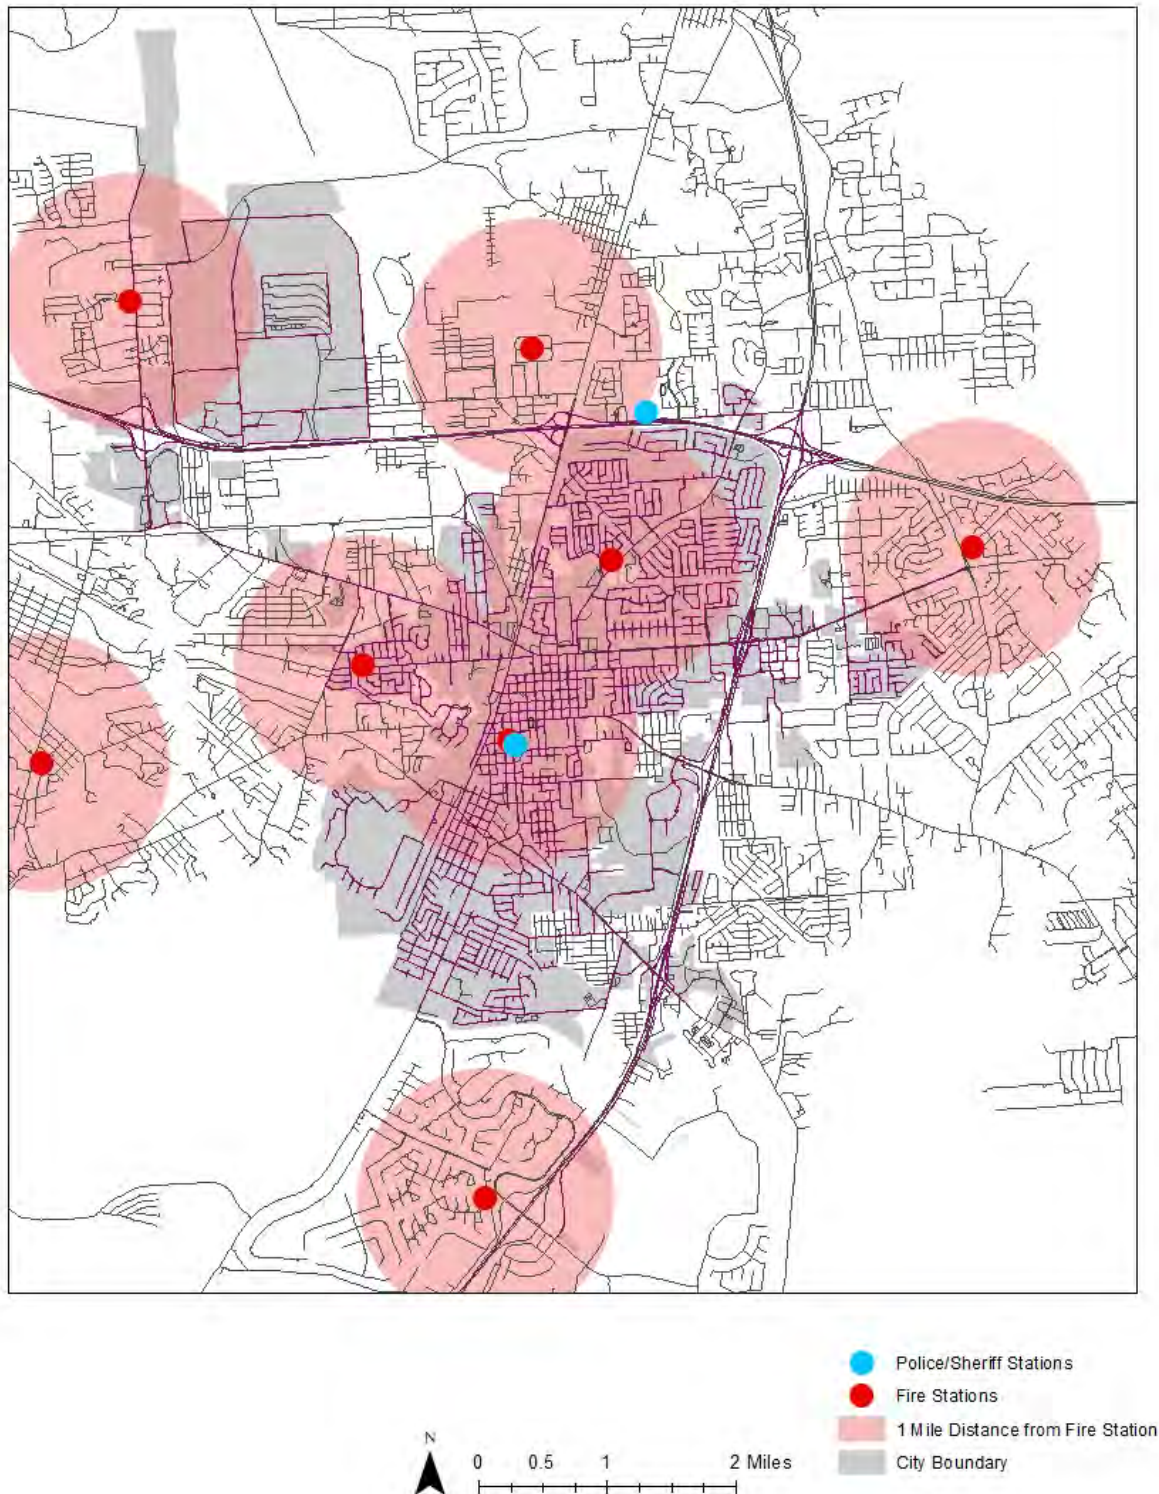 Police/Sheriff Stations
Fire Stations
1 Mile Distance from Fire Station
City Boundary
N
0 0.5 1 2 Miles